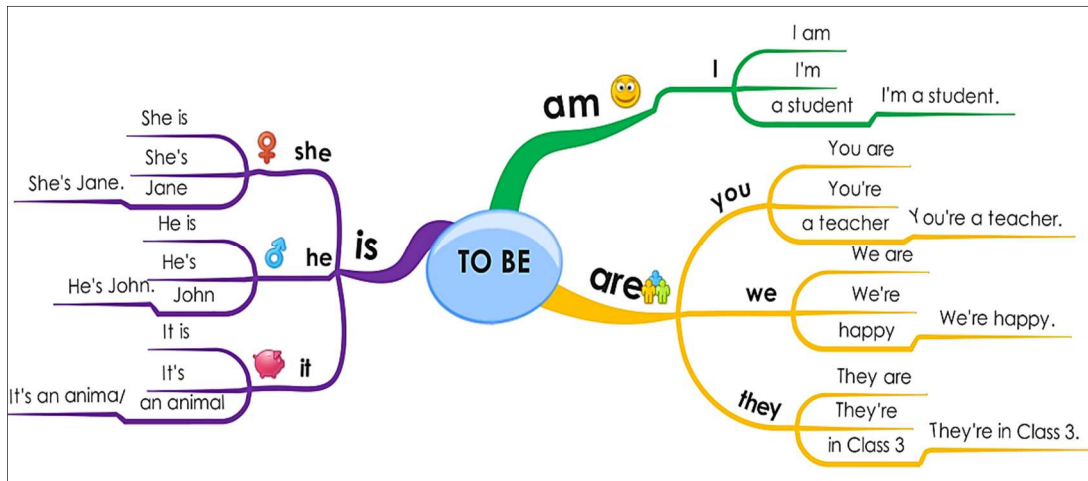 TO BE
am
I
I am
I'm
a student
I'm a student.
are
you
You are
You're
a teacher
You're a teacher.
we
We are
We're
happy
We're happy.
they
They are
They're
in Class 3
They're in Class 3.
is
she
She is
She's
Jane
She's Jane.
he
He is
He's
John
He's John.
it
It is
It's
an animal
It's an anima/